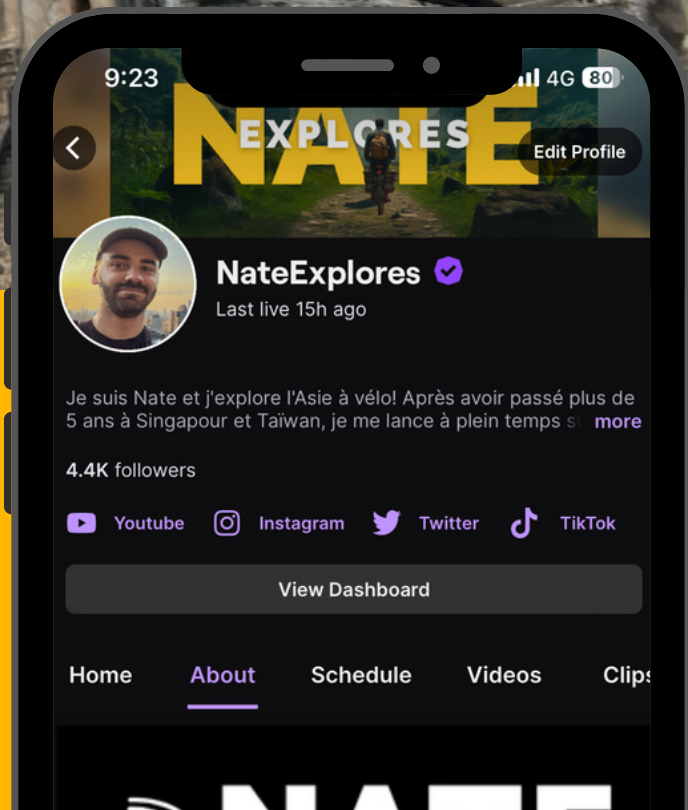 9:23
4G 80
NATE
EXPLORES
Edit Profile
NateExplores
Last live 15h ago
Je suis Nate et j'explore l'Asie à vélo! Après avoir passé plus de
5 ans à Singapour et Taïwan, je me lance à plein temps more
4.4K followers
Youtube Instagram Twitter TikTok
View Dashboard
Home About Schedule Videos Clips
NATE